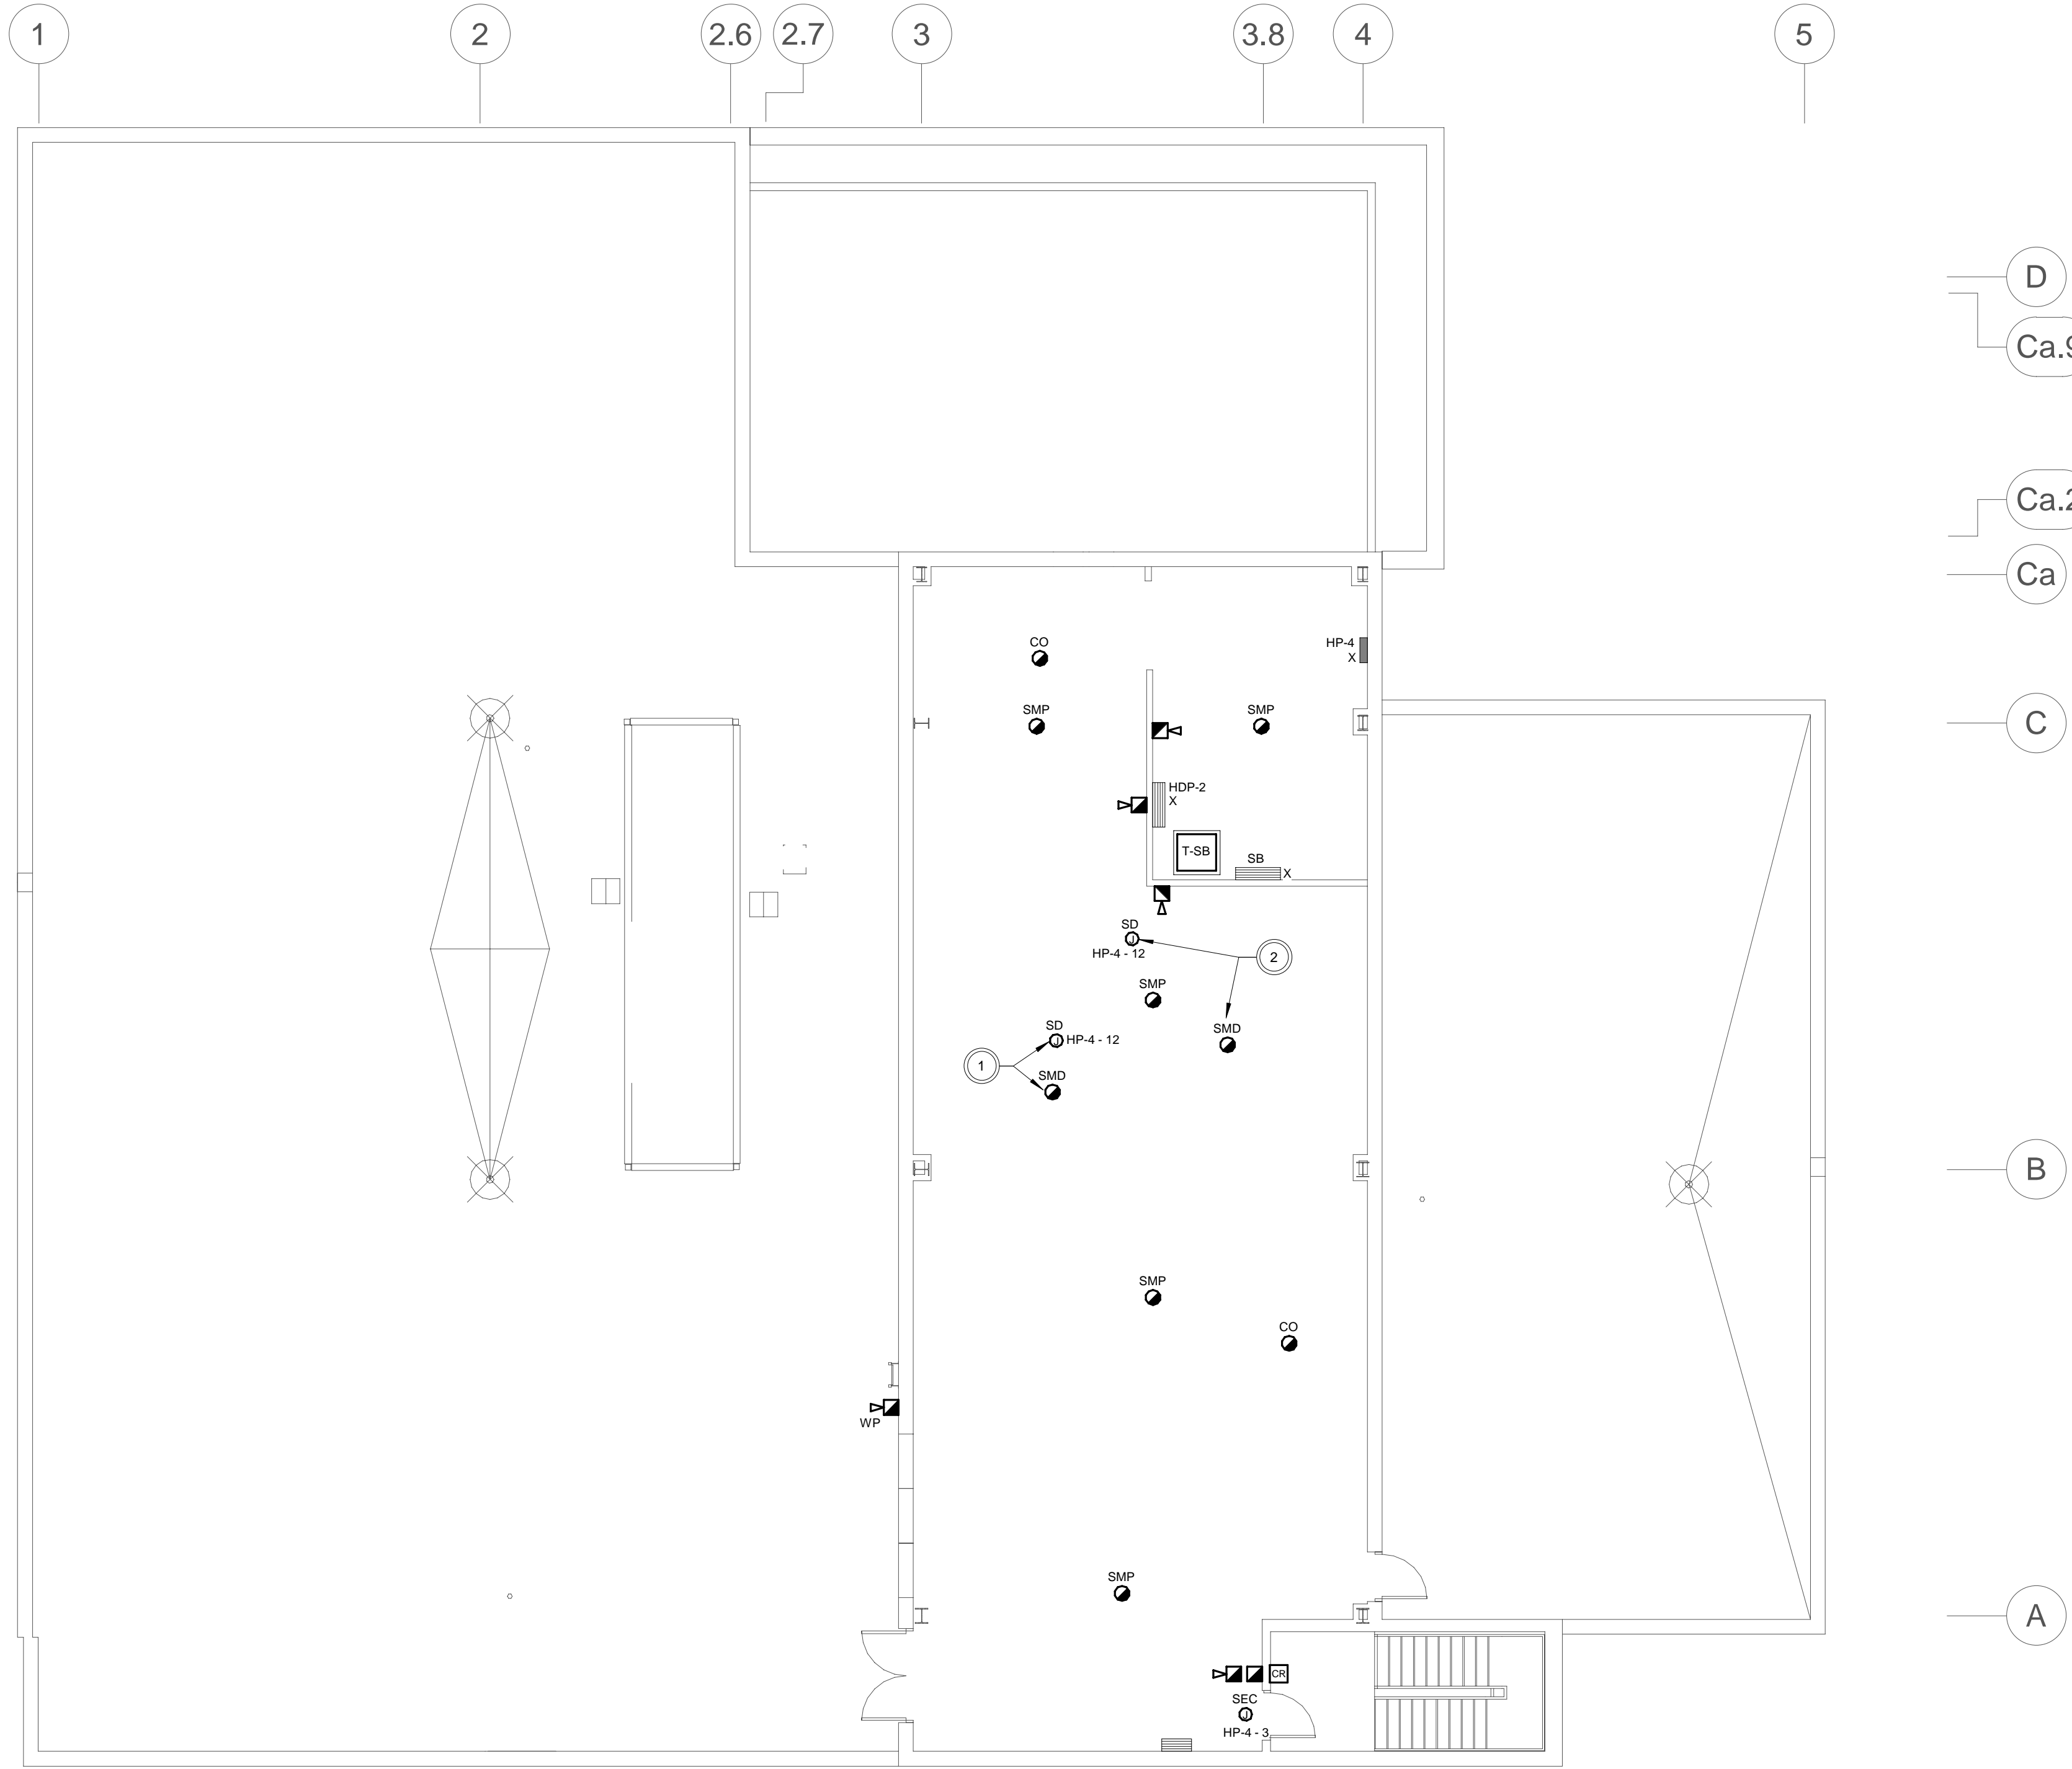 1
2
2.6
2.7
3
3.8
4
5
D
Ca.9
Ca.2
Ca
CO
HP-4
X
SMP
SMP
C
HDP-2
X
T-SB
SB
X
SD
J
HP-4 - 12
2
SMP
SD
J
HP-4 - 12
SMD
1
SMD
B
SMP
CO
WP
SMP
A
CR
SEC
J
HP-4 - 3